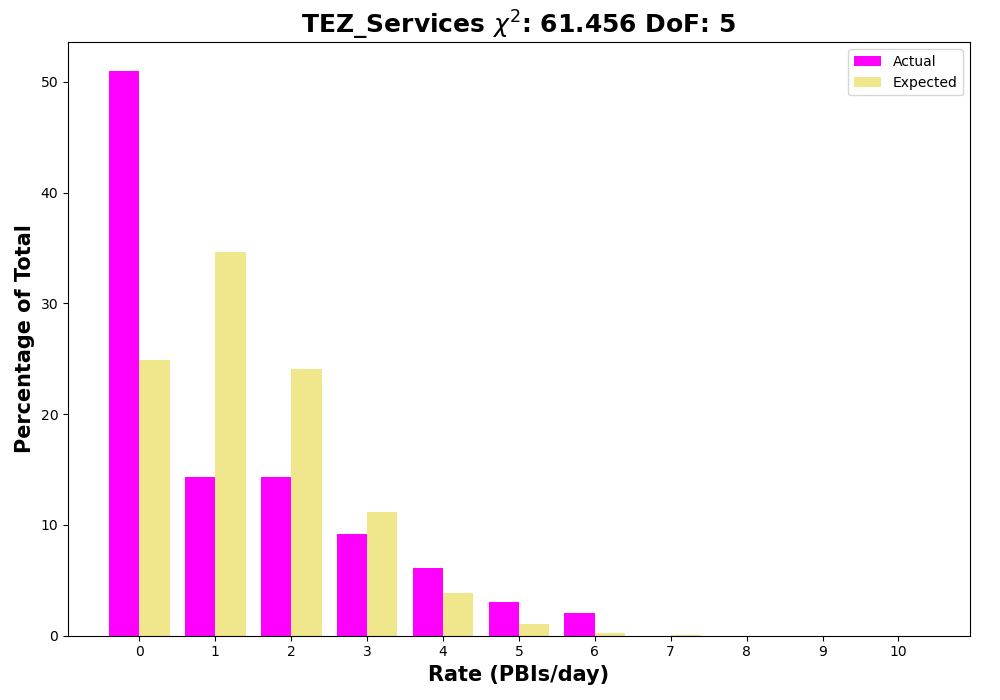 TEZ_Services χ²: 61.456 DoF: 5
Actual
Expected
Percentage of Total
50
40
30
20
10
0
0 1 2 3 4 5 6 7 8 9 10
Rate (PBIs/day)